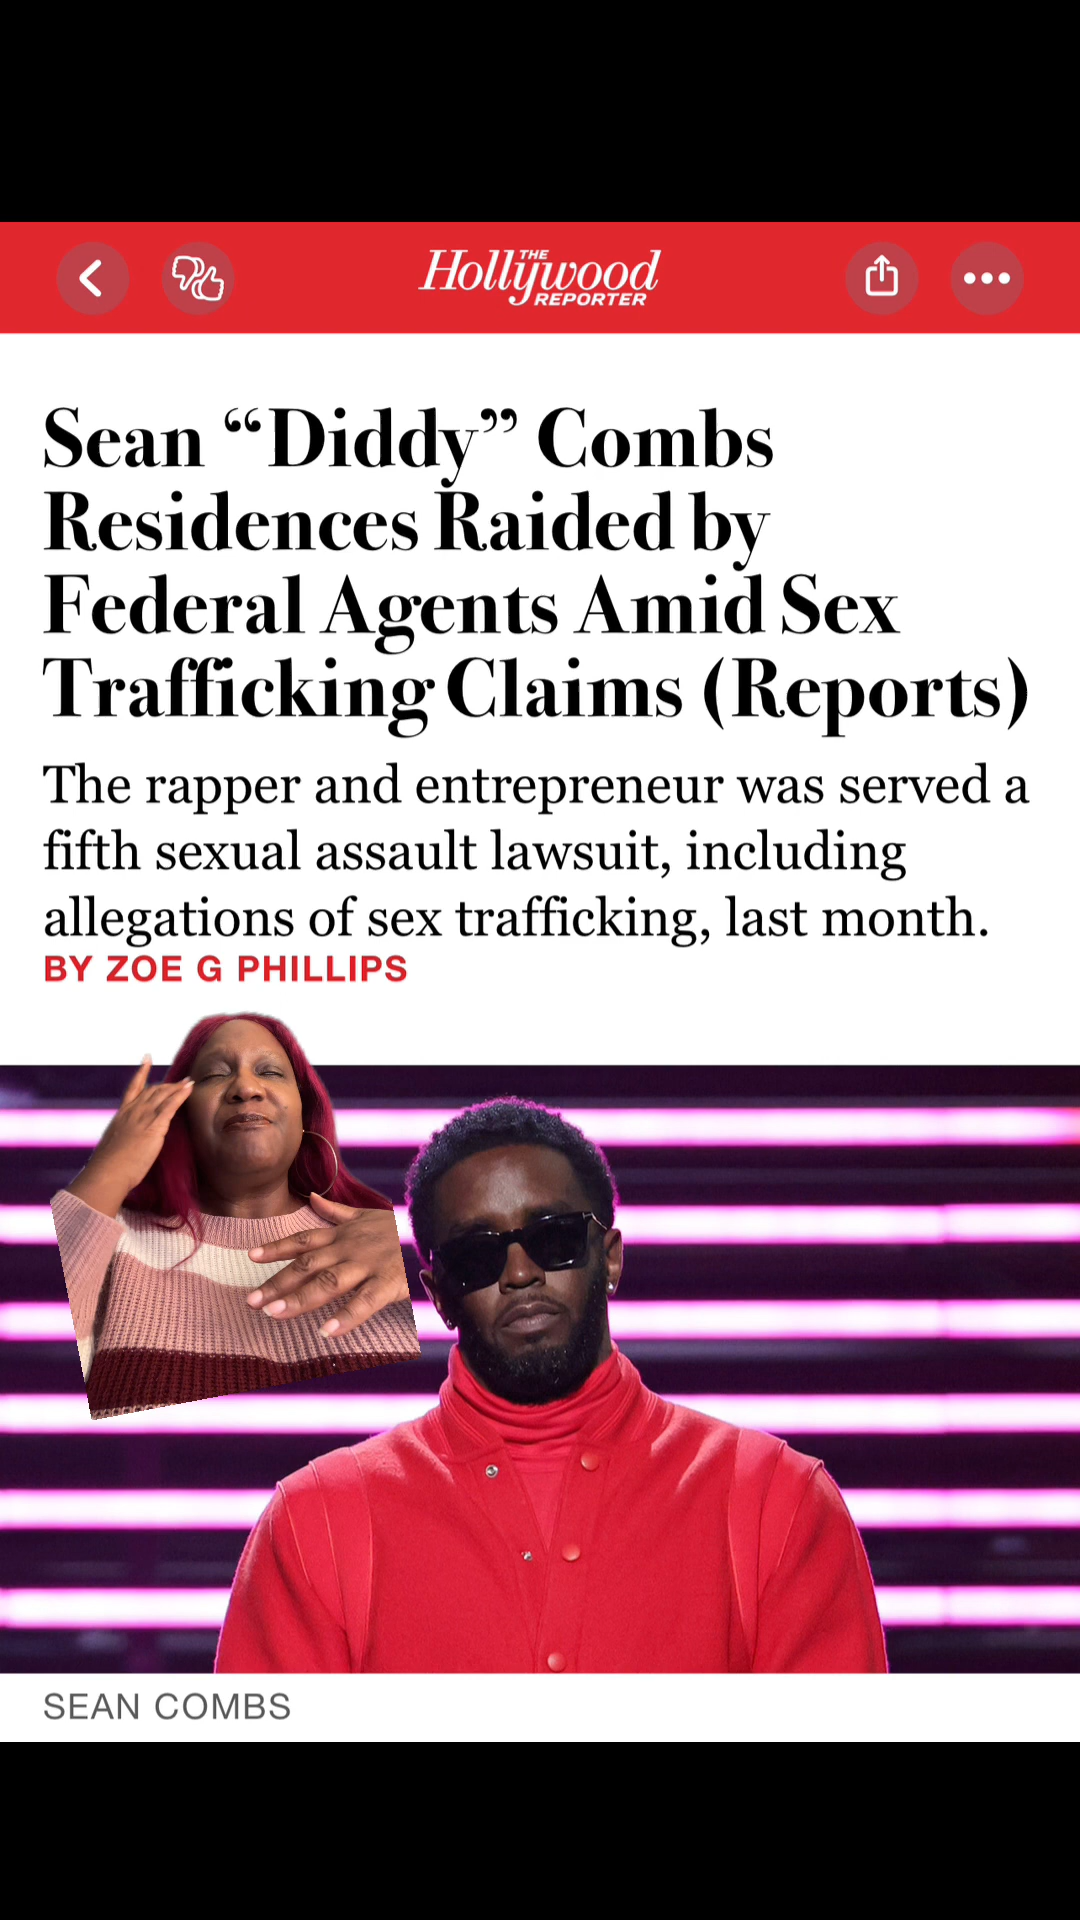 THE
Hollywood
REPORTER
Sean “Diddy” Combs
Residences Raided by
Federal Agents Amid Sex
Trafficking Claims (Reports)
The rapper and entrepreneur was served a
fifth sexual assault lawsuit, including
allegations of sex trafficking, last month.
BY ZOE G PHILLIPS
SEAN COMBS